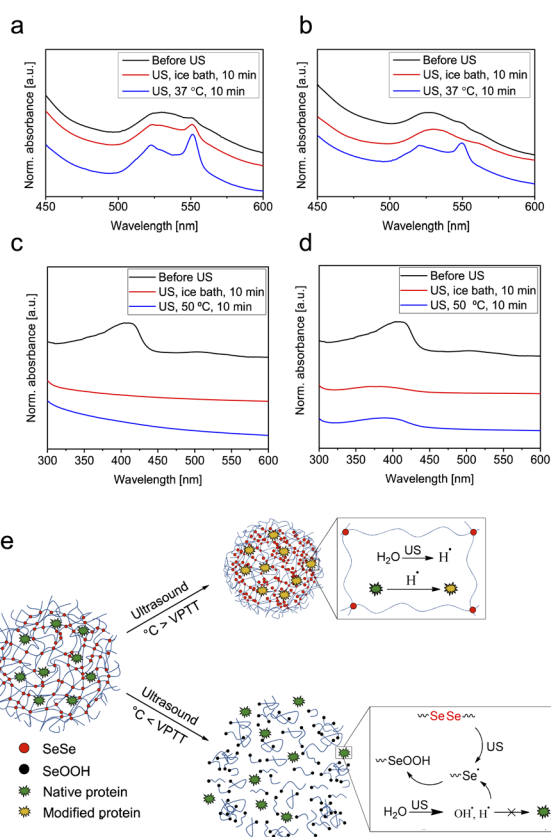 a
Norm. absorbance [a.u.]
Before US
US, ice bath, 10 min
US, 37 °C, 10 min
450 500 550 600
Wavelength [nm]
b
Norm. absorbance [a.u.]
Before US
US, ice bath, 10 min
US, 37 °C, 10 min
450 500 550 600
Wavelength [nm]
c
Norm. abosrbance [a.u.]
Before US
US, ice bath, 10 min
US, 50 ºC, 10 min
300 350 400 450 500 550 600
Wavelength [nm]
d
Norm. absorbance [a.u.]
Before US
US, ice bath, 10 min
US, 50 ºC, 10 min
300 350 400 450 500 550 600
Wavelength [nm]
e
Ultrasound
°C > VPTT
H2O US H•
H•
Ultrasound
°C < VPTT
SeSe
SeOOH
Native protein
Modified protein
SeSe
US
SeOOH
Se•
H2O US OH•, H•